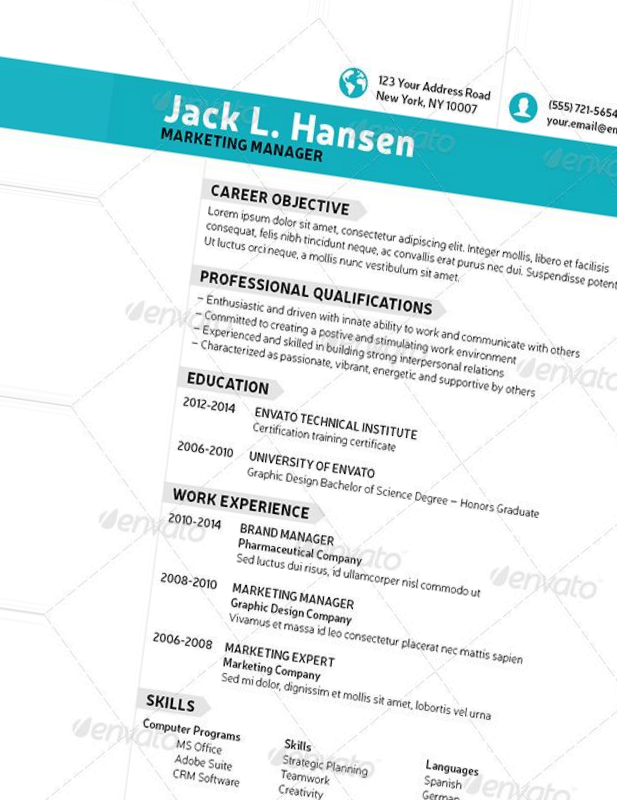 123 Your Address Road
New York, NY 10007
(555) 721-5654
your.email@em
Jack L. Hansen
MARKETING MANAGER
CAREER OBJECTIVE
Lorem ipsum dolor sit amet, consectetur adipiscing elit. Integer mollis, libero et facilisis
consequat, felis nibh tincidunt neque, ac convallis erat purus nec dui. Suspendisse potent
Ut luctus orci neque, a mollis nunc vestibulum sit amet.
PROFESSIONAL QUALIFICATIONS
– Enthusiastic and driven with innate ability to work and communicate with others
– Committed to creating a postive and stimulating work environment
– Experienced and skilled in building strong interpersonal relations
– Characterized as passionate, vibrant, energetic and supportive by others
EDUCATION
2012-2014 ENVATO TECHNICAL INSTITUTE
Certification training certificate
2006-2010 UNIVERSITY OF ENVATO
Graphic Design Bachelor of Science Degree – Honors Graduate
WORK EXPERIENCE
2010-2014 BRAND MANAGER
Pharmaceutical Company
Sed luctus dui risus, id ullamcorper nisl commodo ut
2008-2010 MARKETING MANAGER
Graphic Design Company
Vivamus et massa id leo consectetur placerat nec mattis sapien
2006-2008 MARKETING EXPERT
Marketing Company
Sed mi dolor, dignissim et mollis sit amet, lobortis vel urna
SKILLS
Computer Programs
MS Office
Adobe Suite
CRM Software
Skills
Strategic Planning
Teamwork
Creativity
Languages
Spanish
German
envato
envato
envato
envato
envato
envato
envato
envato
envato
envato
envato
envato